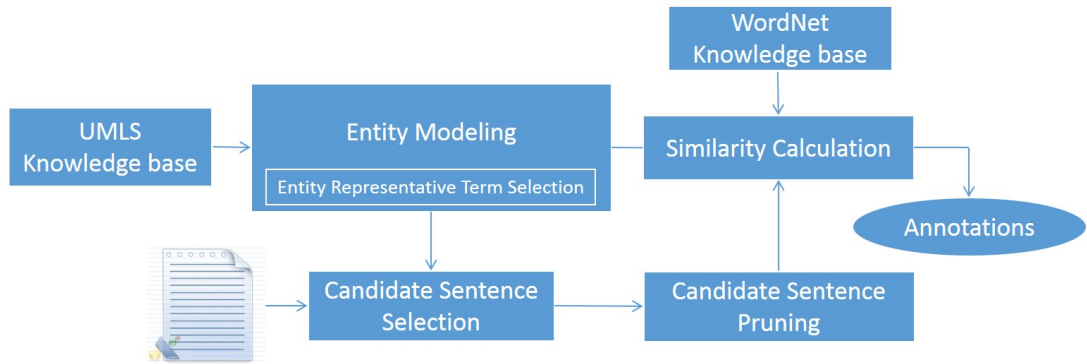 WordNet
Knowledge base
UMLS
Knowledge base
Entity Modeling
Entity Representative Term Selection
Similarity Calculation
Annotations
Candidate Sentence
Selection
Candidate Sentence
Pruning